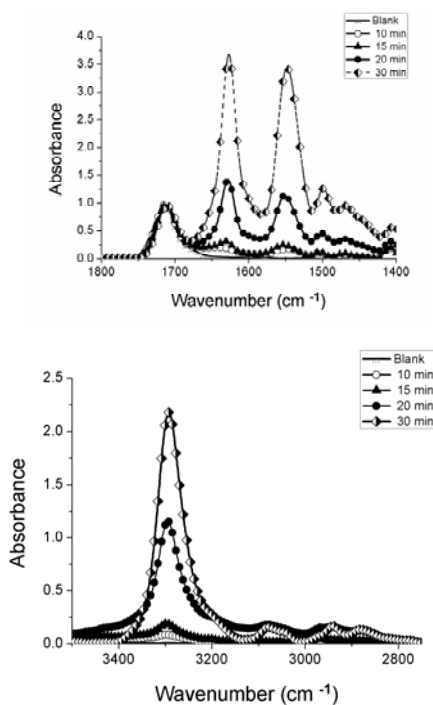 Blank
10 min
15 min
20 min
30 min
4.0
3.5
3.0
2.5
2.0
1.5
1.0
0.5
0.0
Absorbance
1800 1700 1600 1500 1400
Wavenumber (cm -1)
Blank
10 min
15 min
20 min
30 min
2.5
2.0
1.5
1.0
0.5
0.0
Absorbance
3400 3200 3000 2800
Wavenumber (cm -1)